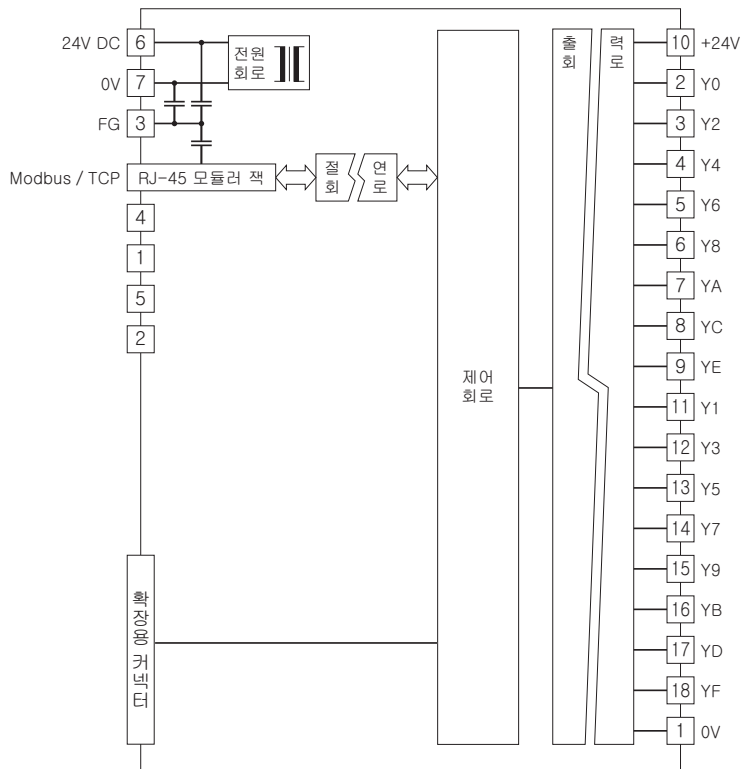 24V DC 6
0V 7
FG 3
Modbus / TCP RJ-45 모듈러 잭
4
1
5
2
전원
회로
절 연
회 로
제어
회로
확장용 커넥터
출 력
회 로
10 +24V
2 Y0
3 Y2
4 Y4
5 Y6
6 Y8
7 YA
8 YC
9 YE
11 Y1
12 Y3
13 Y5
14 Y7
15 Y9
16 YB
17 YD
18 YF
1 0V